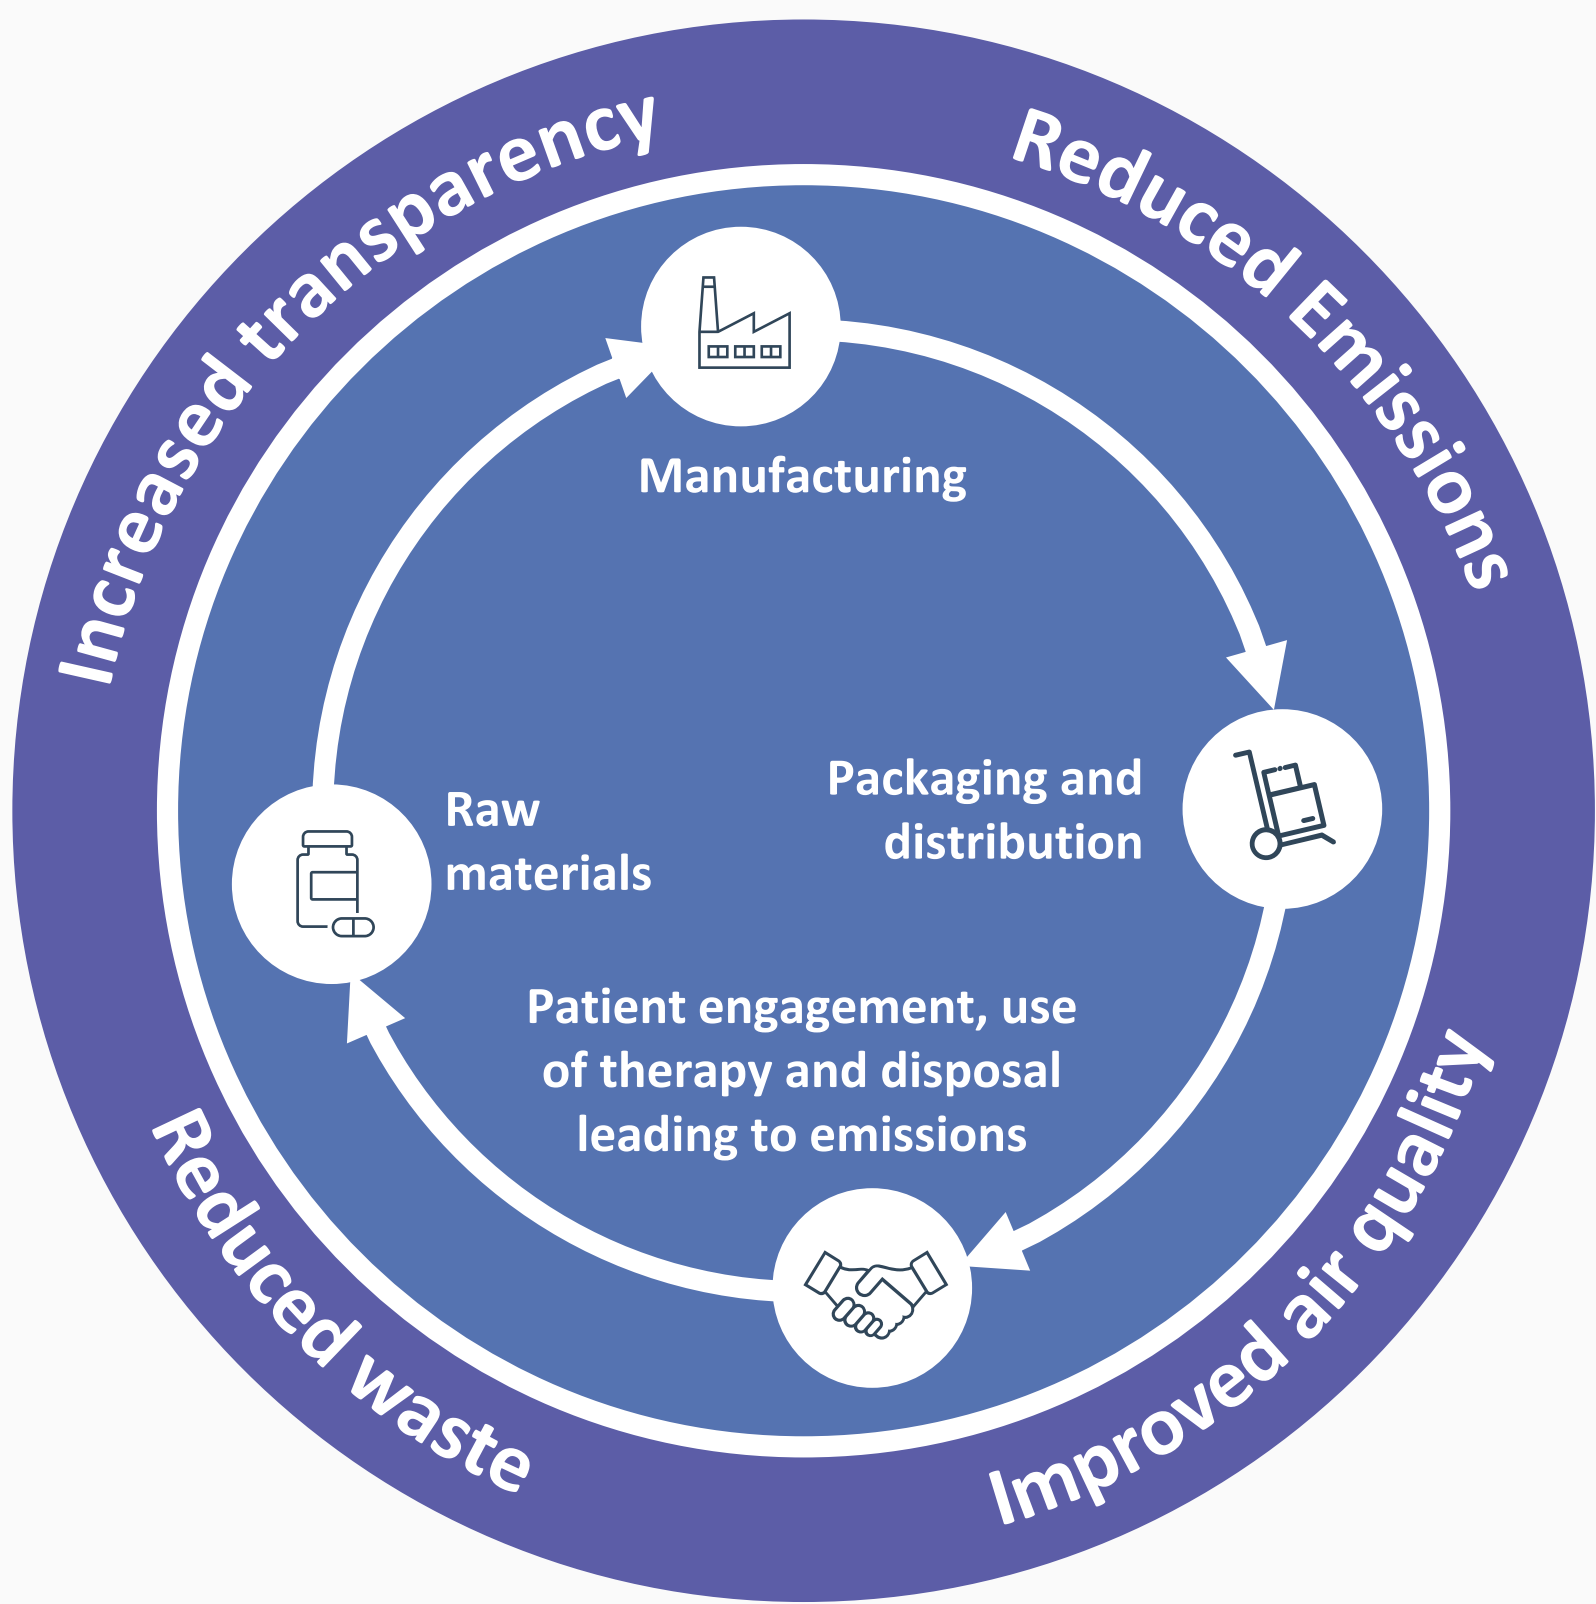 Increased transparency
Reduced Emissions
Manufacturing
Packaging and
distribution
Raw
materials
Patient engagement, use
of therapy and disposal
leading to emissions
Reduced waste
Improved air quality